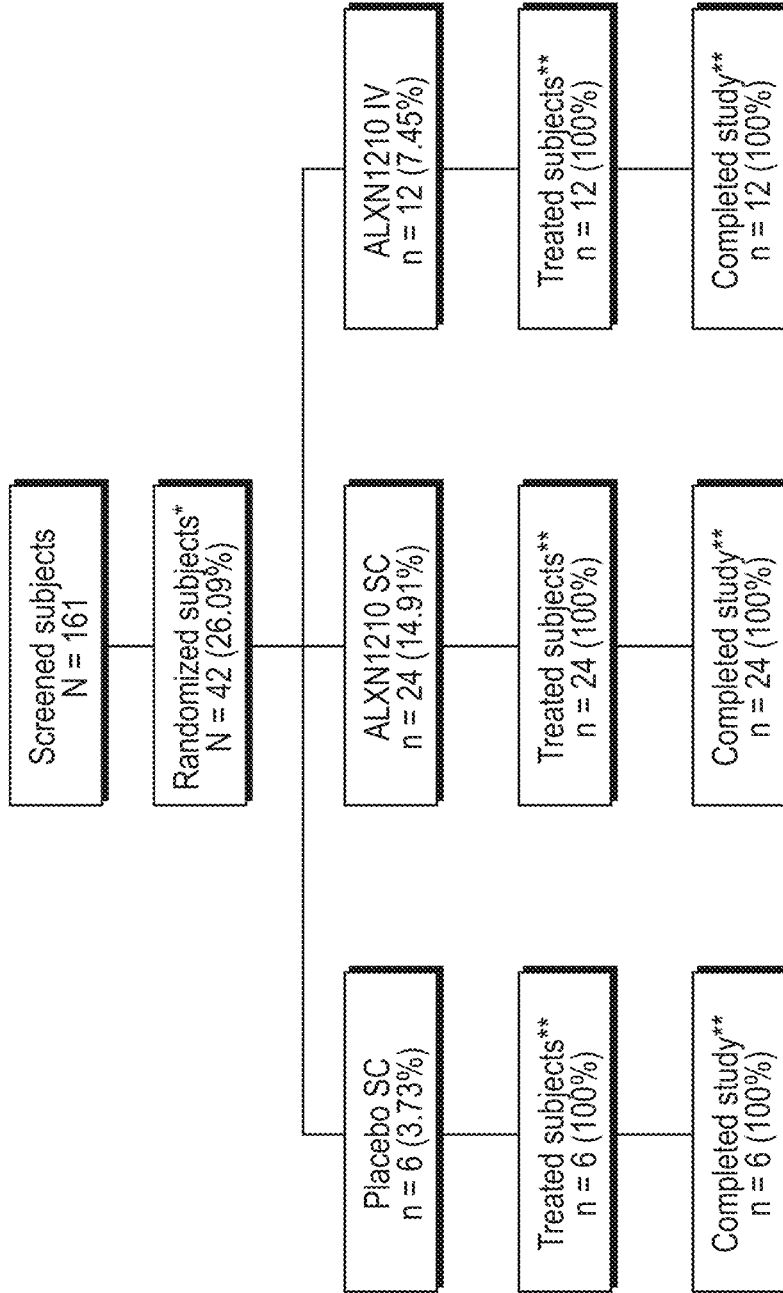 Screened subjects
N = 161
Randomized subjects*
N = 42 (26.09%)
Placebo SC
n = 6 (3.73%)
ALXN1210 SC
n = 24 (14.91%)
ALXN1210 IV
n = 12 (7.45%)
Treated subjects**
n = 6 (100%)
Treated subjects**
n = 24 (100%)
Treated subjects**
n = 12 (100%)
Completed study**
n = 6 (100%)
Completed study**
n = 24 (100%)
Completed study**
n = 12 (100%)